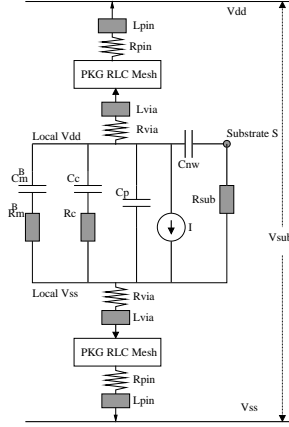 Vdd
Lpin
Rpin
PKG RLC Mesh
Lvia
Rvia
Local Vdd
Substrate S
Cnw
B
Cm
Cc
Cp
B
Rm
Rc
I
Rsub
Vsub
Local Vss
Rvia
Lvia
PKG RLC Mesh
Rpin
Lpin
Vss